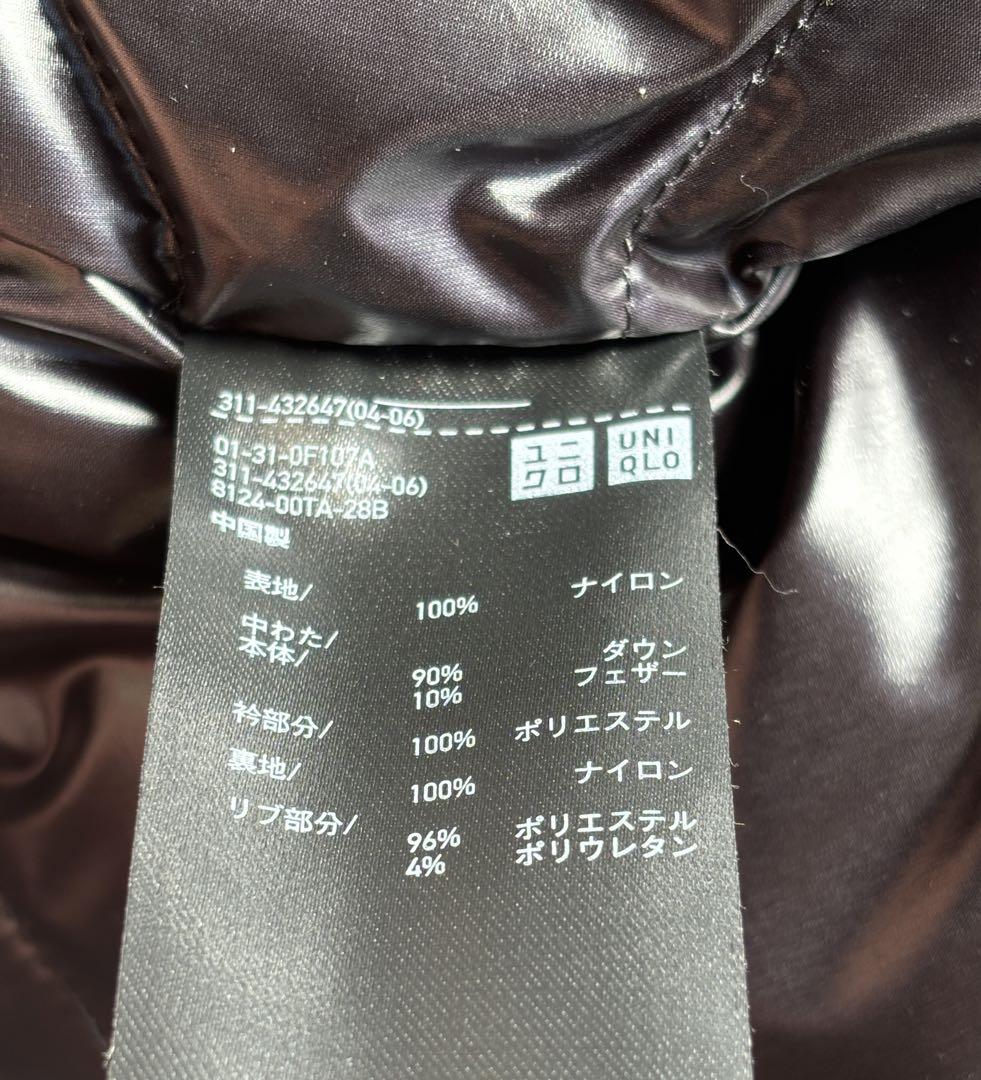 311-432647(04-06)
ユニクロ
UNIQLO
01-31-0F107A
311-432647(04-06)
8124-00TA-28B
中国製
表地/ 100% ナイロン
中わた/
本体/ 90% ダウン
10% フェザー
衿部分/ 100% ポリエステル
裏地/ 100% ナイロン
リブ部分/ 96% ポリエステル
4% ポリウレタン